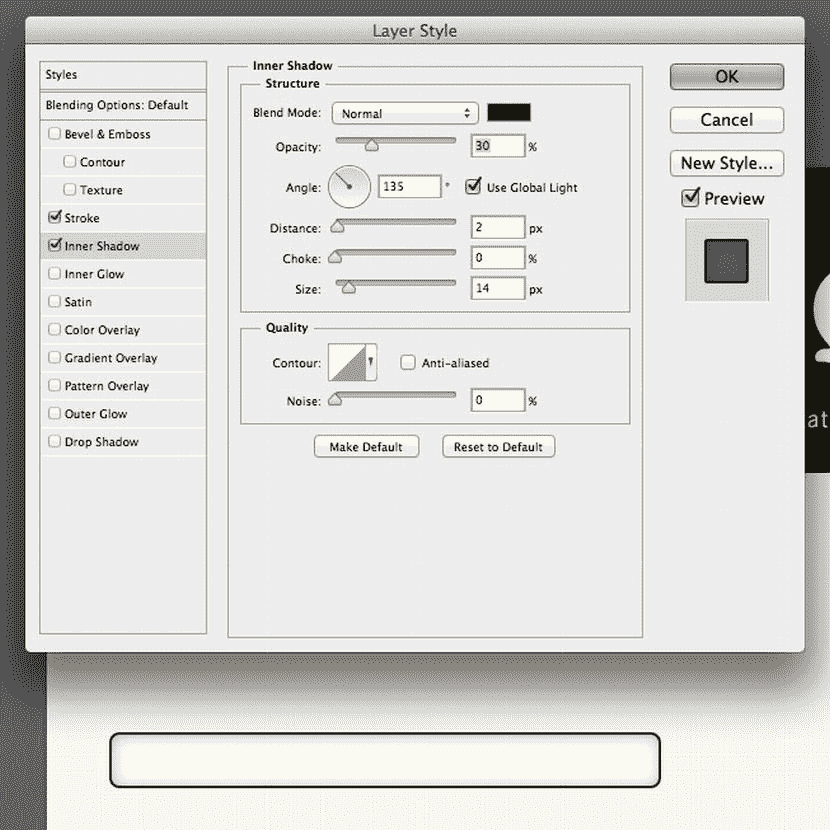 Layer Style
Styles
Blending Options: Default
Bevel & Emboss
Contour
Texture
Stroke
Inner Shadow
Inner Glow
Satin
Color Overlay
Gradient Overlay
Pattern Overlay
Outer Glow
Drop Shadow
Inner Shadow
Structure
Blend Mode: Normal
Opacity: 30 %
Angle: 135 ° Use Global Light
Distance: 2 px
Choke: 0 %
Size: 14 px
Quality
Contour: Anti-aliased
Noise: 0 %
Make Default Reset to Default
OK
Cancel
New Style...
Preview
at